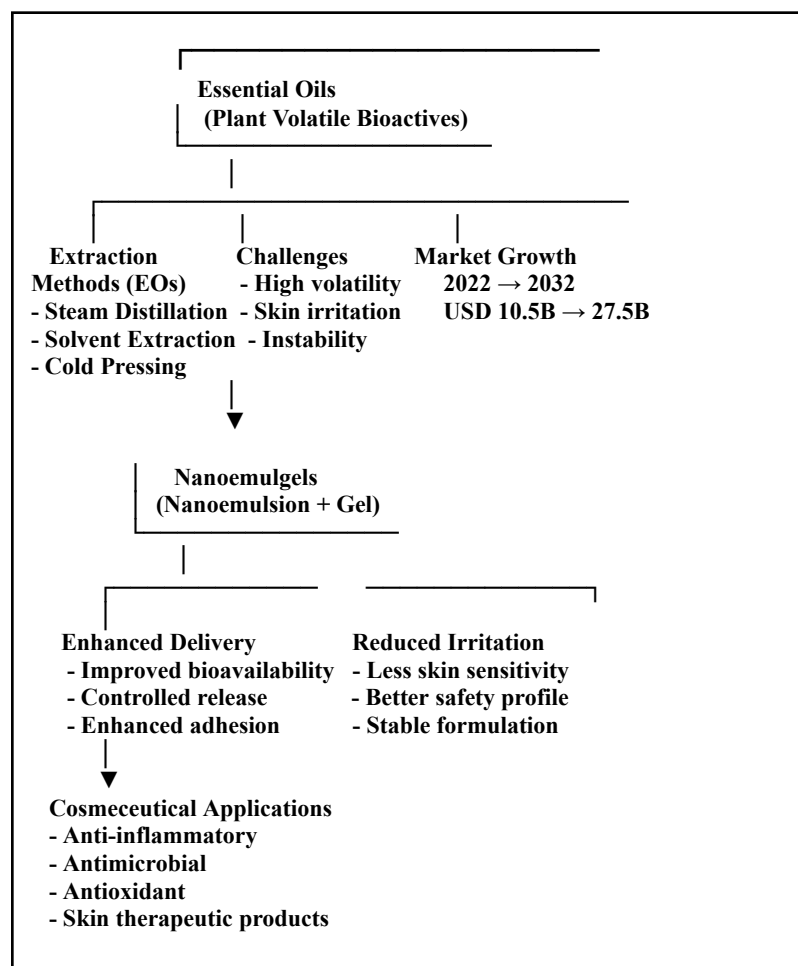 Essential Oils
(Plant Volatile Bioactives)
Extraction
Methods (EOs)
- Steam Distillation
- Solvent Extraction
- Cold Pressing
Challenges
- High volatility
- Skin irritation
- Instability
Market Growth
2022 → 2032
USD 10.5B → 27.5B
Nanoemulgels
(Nanoemulsion + Gel)
Enhanced Delivery
- Improved bioavailability
- Controlled release
- Enhanced adhesion
Reduced Irritation
- Less skin sensitivity
- Better safety profile
- Stable formulation
Cosmeceutical Applications
- Anti-inflammatory
- Antimicrobial
- Antioxidant
- Skin therapeutic products